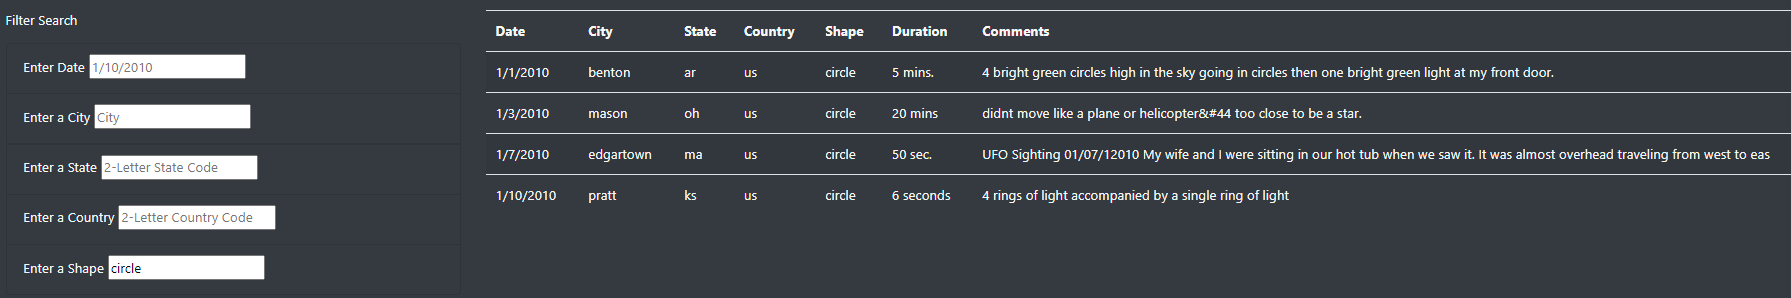 Filter Search
Enter Date 1/10/2010
Enter a City City
Enter a State 2-Letter State Code
Enter a Country 2-Letter Country Code
Enter a Shape circle
Date City State Country Shape Duration Comments
1/1/2010 benton ar us circle 5 mins. 4 bright green circles high in the sky going in circles then one bright green light at my front door.
1/3/2010 mason oh us circle 20 mins didnt move like a plane or helicopter&#44 too close to be a star.
1/7/2010 edgartown ma us circle 50 sec. UFO Sighting 01/07/12010 My wife and I were sitting in our hot tub when we saw it. It was almost overhead traveling from west to eas
1/10/2010 pratt ks us circle 6 seconds 4 rings of light accompanied by a single ring of light